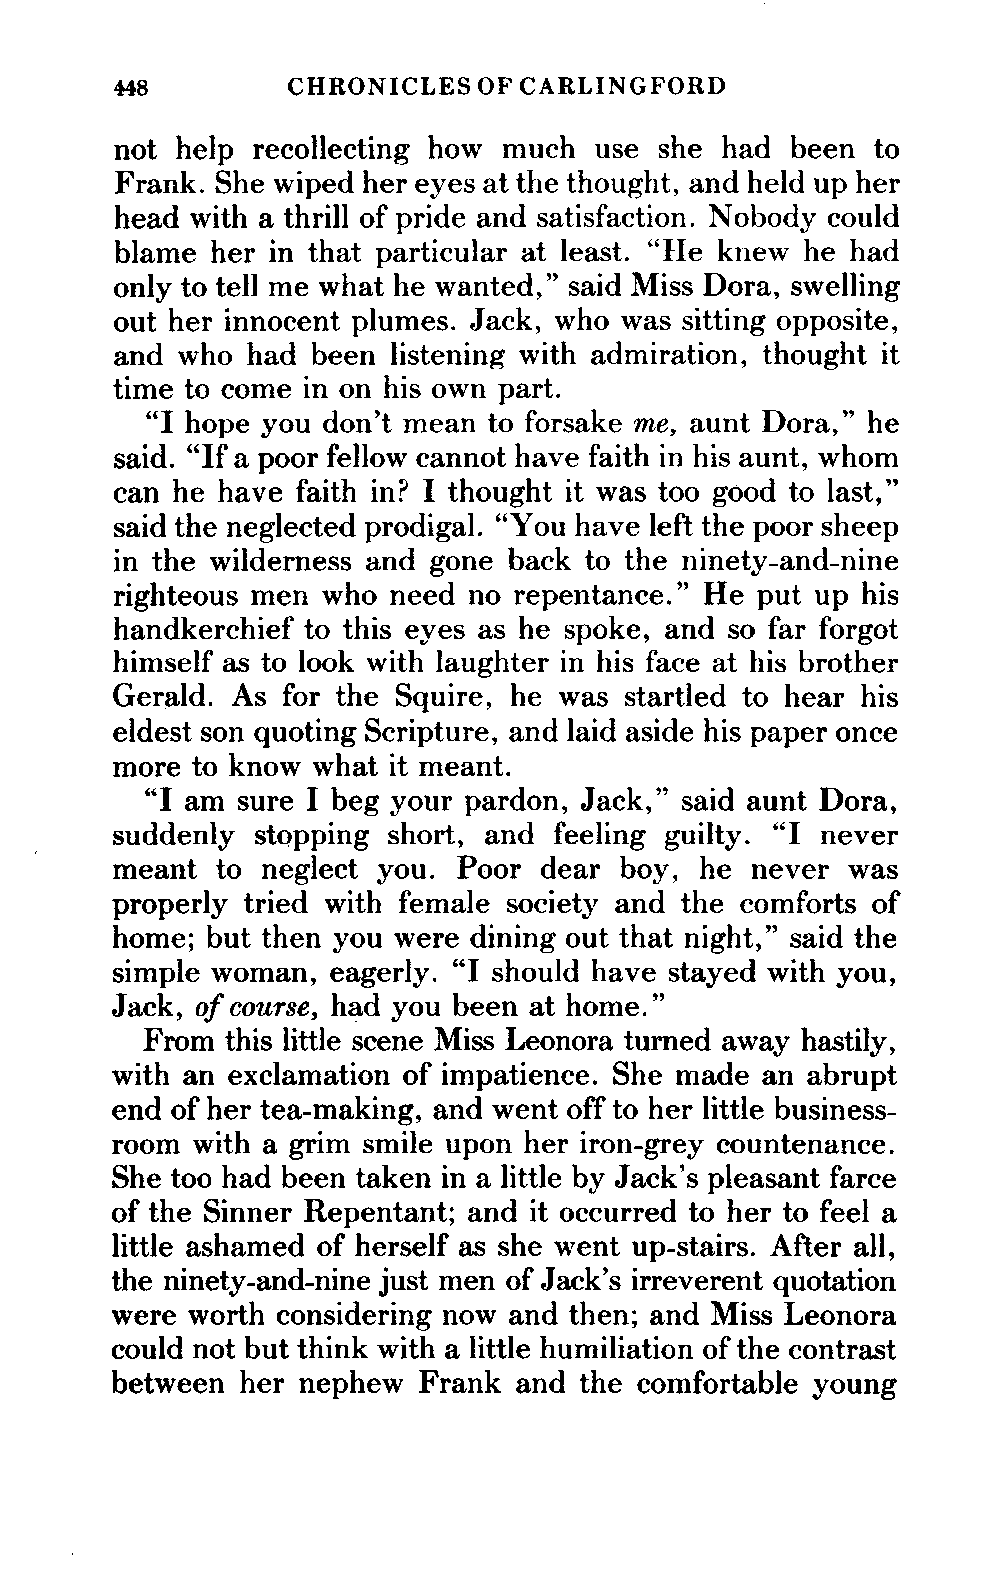 448 CHRONICLES OF CARLINGFORD
not help recollecting how much use she had been to
Frank. She wiped her eyes at the thought, and held up her
head with a thrill of pride and satisfaction. Nobody could
blame her in that particular at least. “He knew he had
only to tell me what he wanted,” said Miss Dora, swelling
out her innocent plumes. Jack, who was sitting opposite,
and who had been listening with admiration, thought it
time to come in on his own part.
“I hope you don’t mean to forsake me, aunt Dora,” he
said. “If a poor fellow cannot have faith in his aunt, whom
can he have faith in? I thought it was too good to last,”
said the neglected prodigal. “You have left the poor sheep
in the wilderness and gone back to the ninety-and-nine
righteous men who need no repentance.” He put up his
handkerchief to this eyes as he spoke, and so far forgot
himself as to look with laughter in his face at his brother
Gerald. As for the Squire, he was startled to hear his
eldest son quoting Scripture, and laid aside his paper once
more to know what it meant.
“I am sure I beg your pardon, Jack,” said aunt Dora,
suddenly stopping short, and feeling guilty. “I never
meant to neglect you. Poor dear boy, he never was
properly tried with female society and the comforts of
home; but then you were dining out that night,” said the
simple woman, eagerly. “I should have stayed with you,
Jack, of course, had you been at home.”
From this little scene Miss Leonora turned away hastily,
with an exclamation of impatience. She made an abrupt
end of her tea-making, and went off to her little business-
room with a grim smile upon her iron-grey countenance.
She too had been taken in a little by Jack’s pleasant farce
of the Sinner Repentant; and it occurred to her to feel a
little ashamed of herself as she went up-stairs. After all,
the ninety-and-nine just men of Jack’s irreverent quotation
were worth considering now and then; and Miss Leonora
could not but think with a little humiliation of the contrast
between her nephew Frank and the comfortable young